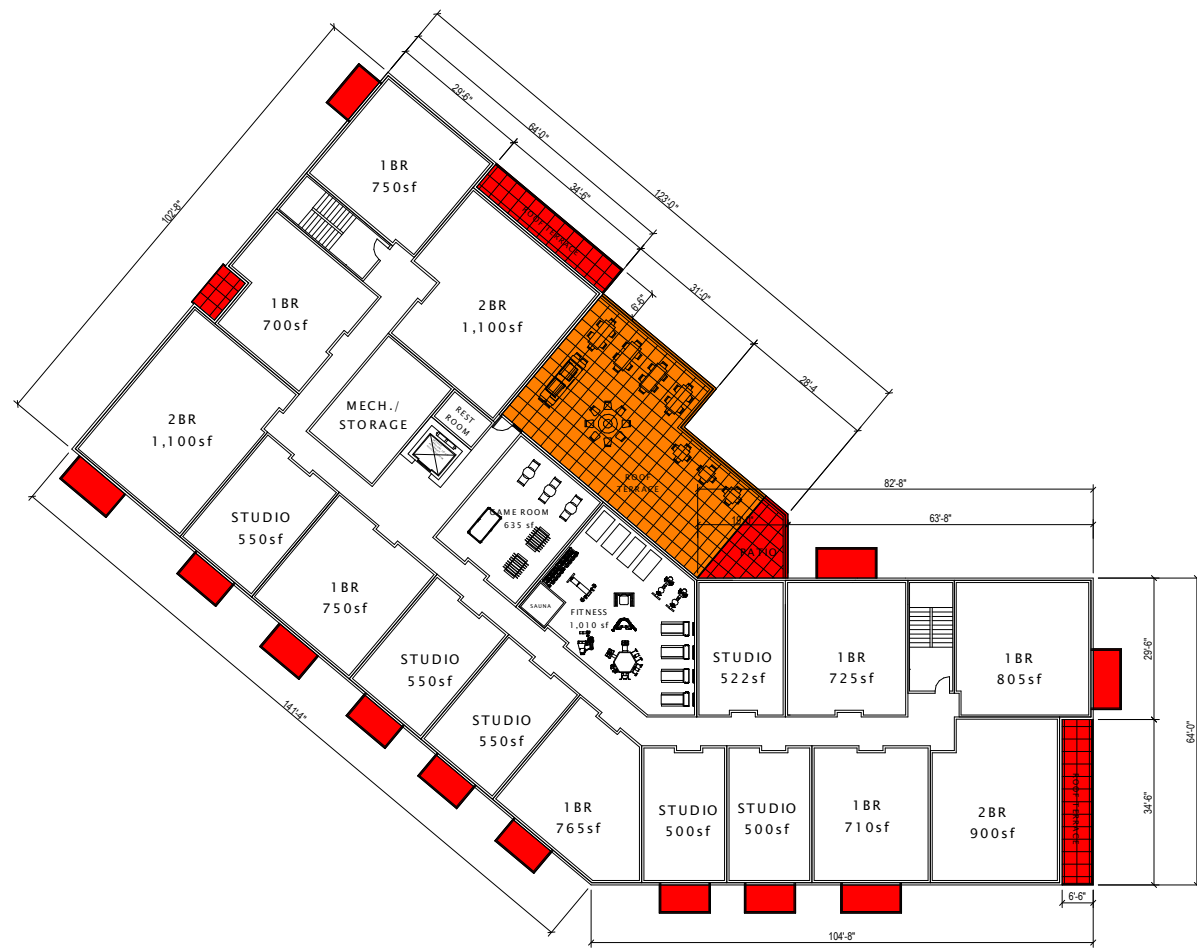 29'-6"
64'-0"
34'-6"
123'-0"
102'-8"
1BR
750sf
ROOF TERRACE
1BR
700sf
2BR
1,100sf
6'-6"
31'-0"
28'-4
MECH./
STORAGE
REST
ROOM
2BR
1,100sf
STUDIO
550sf
GAME ROOM
635 sf
ROOF
TERRACE
82'-8"
63'-8"
PATIO
1BR
750sf
SAUNA
FITNESS
1,010 sf
STUDIO
550sf
STUDIO
522sf
1BR
725sf
1BR
805sf
29'-6"
64'-0"
141'-4"
STUDIO
550sf
1BR
765sf
STUDIO
500sf
STUDIO
500sf
1BR
710sf
2BR
900sf
ROOF TERRACE
34'-6"
6'-6"
104'-8"